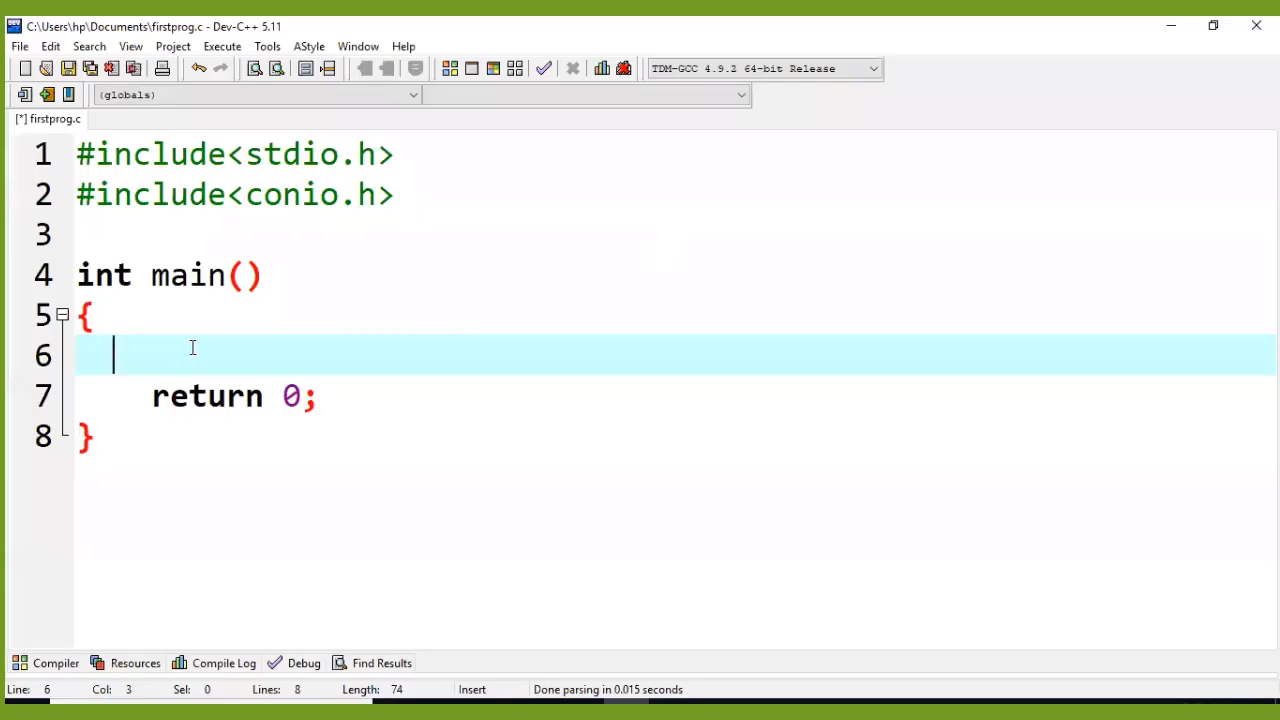 C:\Users\hp\Documents\firstprog.c - Dev-C++ 5.11
File Edit Search View Project Execute Tools AStyle Window Help
TDM-GCC 4.9.2 64-bit Release
(globals)
[*] firstprog.c
1 #include<stdio.h>
2 #include<conio.h>
3
4 int main()
5 {
6
7 return 0;
8 }
Compiler Resources Compile Log Debug Find Results
Line: 6 Col: 3 Sel: 0 Lines: 8 Length: 74 Insert Done parsing in 0.015 seconds